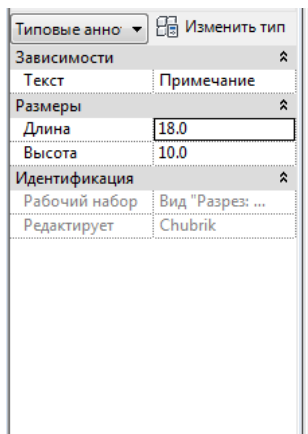 Типовые анно Изменить тип
Зависимости
Текст Примечание
Размеры
Длина 18.0
Высота 10.0
Идентификация
Рабочий набор Вид "Разрез: ...
Редактирует Chubrik